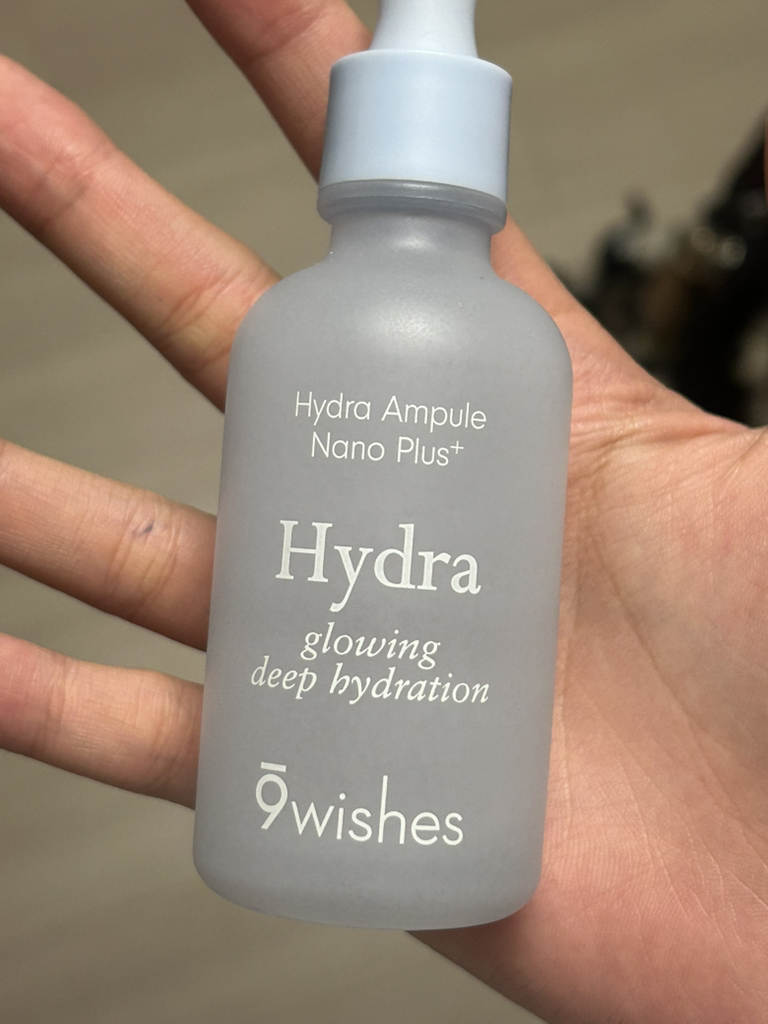 Hydra Ampule
Nano Plus+
Hydra
glowing
deep hydration
9wishes